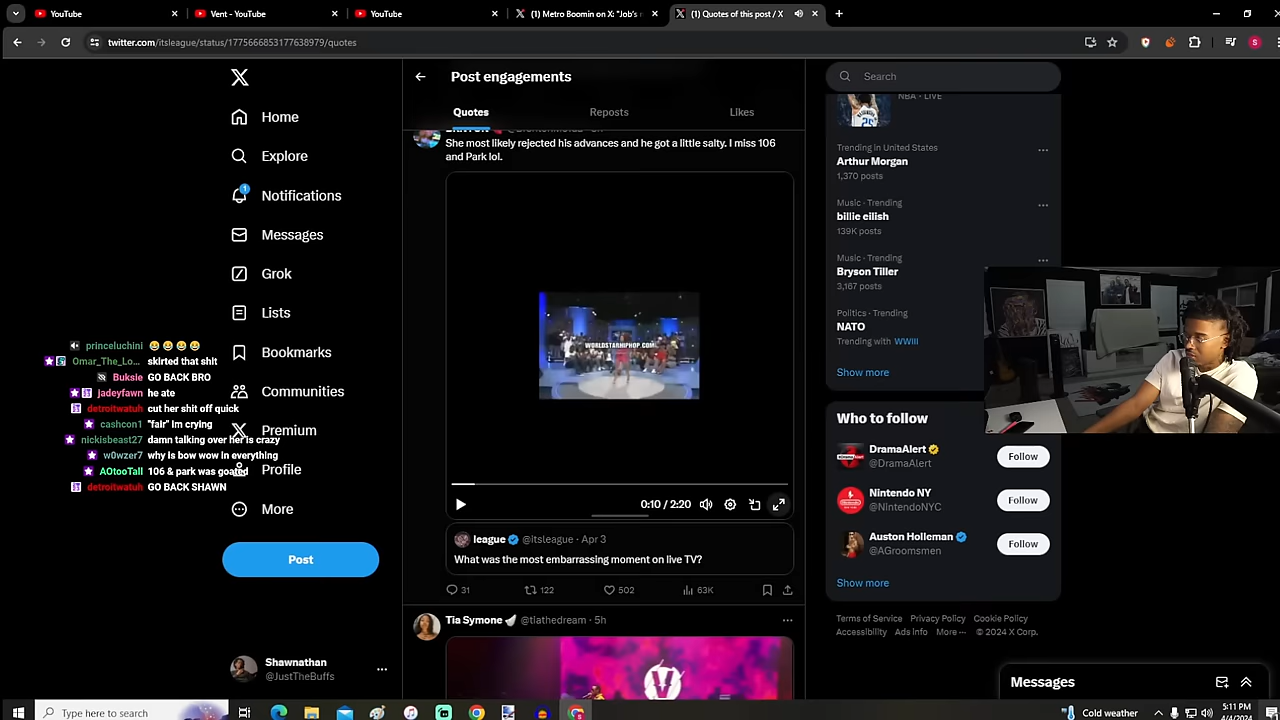 YouTube
Vent - YouTube
YouTube
(1) Metro Boomin on X: "Job's
(1) Quotes of this post / X
twitter.com/itsleague/status/1775666853177638979/quotes
Post engagements
Search
Quotes
Reposts
Likes
Home
Explore
1
Notifications
Messages
Grok
Lists
Bookmarks
Communities
Premium
Profile
More
Post
Shawnathan
@JustTheBuffs
princeluchini
Omar_The_Lo... skirted that shit
Buksie GO BACK BRO
jadeyfawn he ate
detroitwatuh cut her shit off quick
cashcon1 "fair" im crying
nickisbeast27 damn talking over her is crazy
w0wzer7 why is bow wow in everything
AOtooTall 106 & park was goated
detroitwatuh GO BACK SHAWN
She most likely rejected his advances and he got a little salty. I miss 106
and Park lol.
WORLDSTARHIPHOP.COM
0:10 / 2:20
league @itsleague · Apr 3
What was the most embarrassing moment on live TV?
31
122
502
63K
Tia Symone @tiathedream · 5h
V
NBA · LIVE
Trending in United States
Arthur Morgan
1,370 posts
Music · Trending
billie eilish
139K posts
Music · Trending
Bryson Tiller
3,167 posts
Politics · Trending
NATO
Trending with WWIII
Show more
Who to follow
DramaAlert
@DramaAlert
Follow
Nintendo NY
@NintendoNYC
Follow
Auston Holleman
@AGroomsmen
Follow
Show more
Terms of Service Privacy Policy Cookie Policy
Accessibility Ads info More ··· © 2024 X Corp.
Messages
Type here to search
Cold weather
5:11 PM
4/4/2024